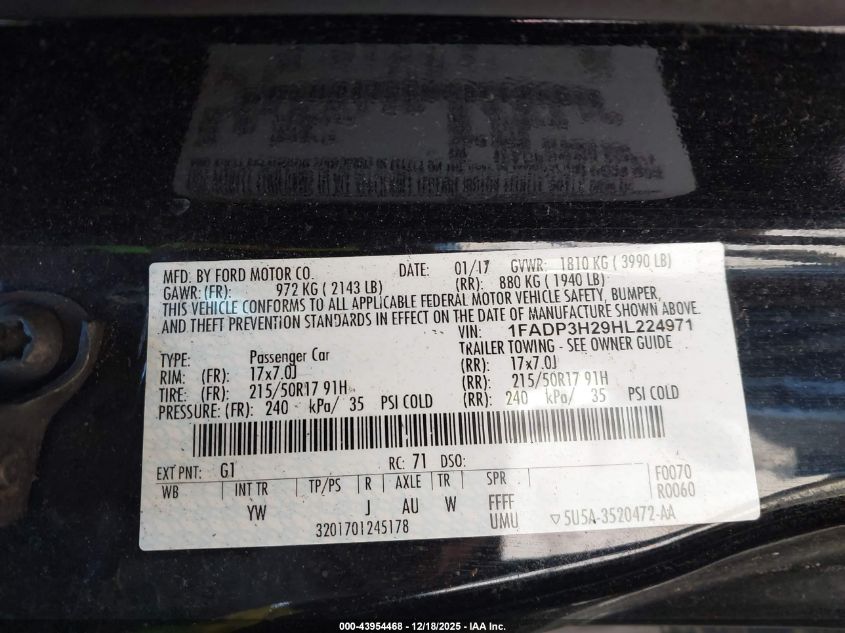 MFD. BY FORD MOTOR CO. DATE: 01/17 GVWR: 1810 KG ( 3990 LB)
GAWR: (FR): 972 KG ( 2143 LB) (RR): 880 KG ( 1940 LB)
THIS VEHICLE CONFORMS TO ALL APPLICABLE FEDERAL MOTOR VEHICLE SAFETY, BUMPER,
AND THEFT PREVENTION STANDARDS IN EFFECT ON THE DATE OF MANUFACTURE SHOWN ABOVE.
VIN: 1FADP3H29HL224971
TYPE: Passenger Car TRAILER TOWING - SEE OWNER GUIDE
RIM: (FR): 17x7.0J (RR): 17x7.0J
TIRE: (FR): 215/50R17 91H (RR): 215/50R17 91H
PRESSURE: (FR): 240 kPa/ 35 PSI COLD (RR): 240 kPa/ 35 PSI COLD
EXT PNT: G1 RC: 71 DSO: F0070
WB INT TR TP/PS R AXLE TR SPR R0060
YW J AU W FFFF
3201701245178 UMU ▽5U5A-3520472-AA
000-43954468 - 12/18/2025 - IAA Inc.